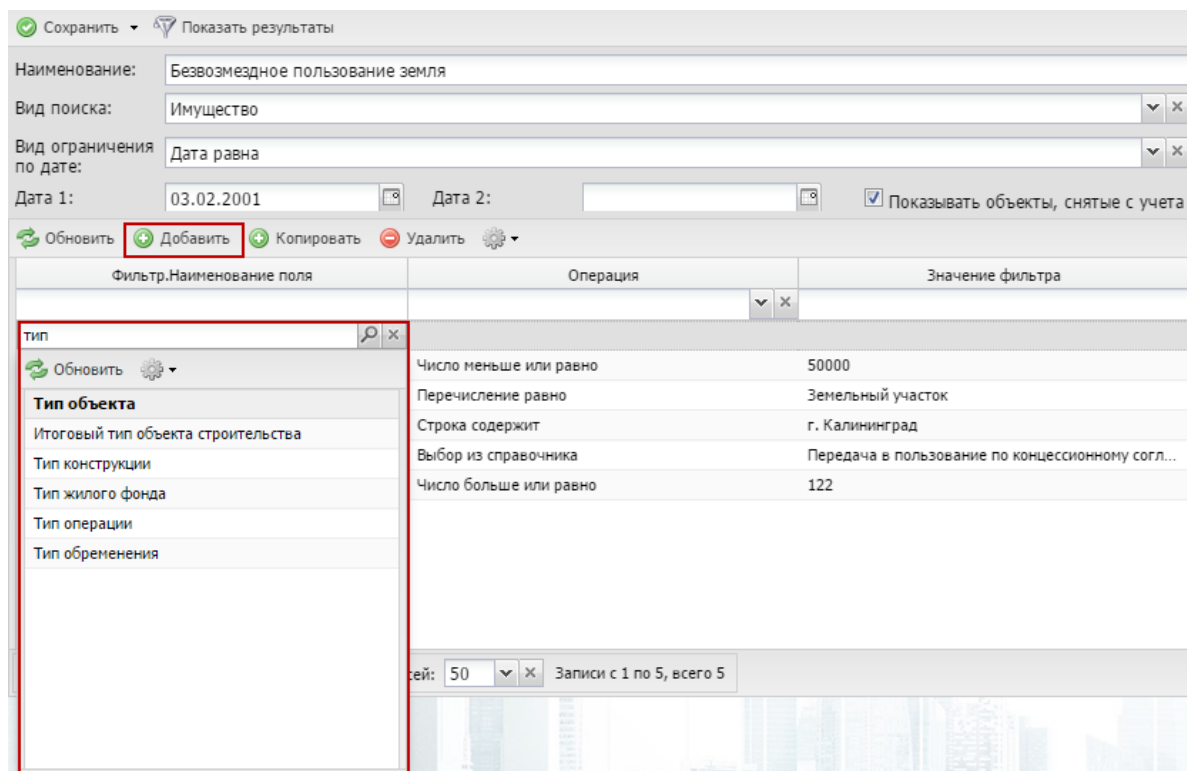 Сохранить Показать результаты
Наименование: Безвозмездное пользование земля
Вид поиска: Имущество
Вид ограничения
по дате: Дата равна
Дата 1: 03.02.2001 Дата 2: Показывать объекты, снятые с учета
Обновить Добавить Копировать Удалить
Фильтр.Наименование поля Операция Значение фильтра
тип
Обновить Число меньше или равно 50000
Тип объекта Перечисление равно Земельный участок
Итоговый тип объекта строительства Строка содержит г. Калининград
Тип конструкции Выбор из справочника Передача в пользование по концессионному согл...
Тип жилого фонда Число больше или равно 122
Тип операции
Тип обременения
сей: 50 Записи с 1 по 5, всего 5